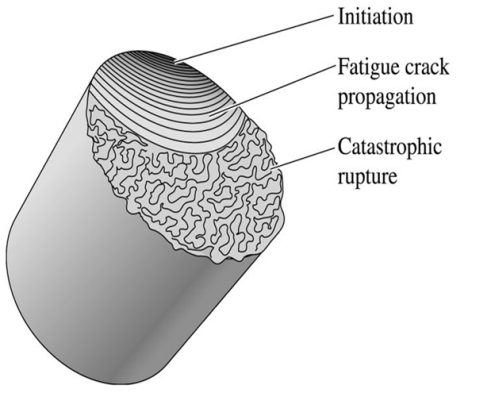 Initiation
Fatigue crack
propagation
Catastrophic
rupture